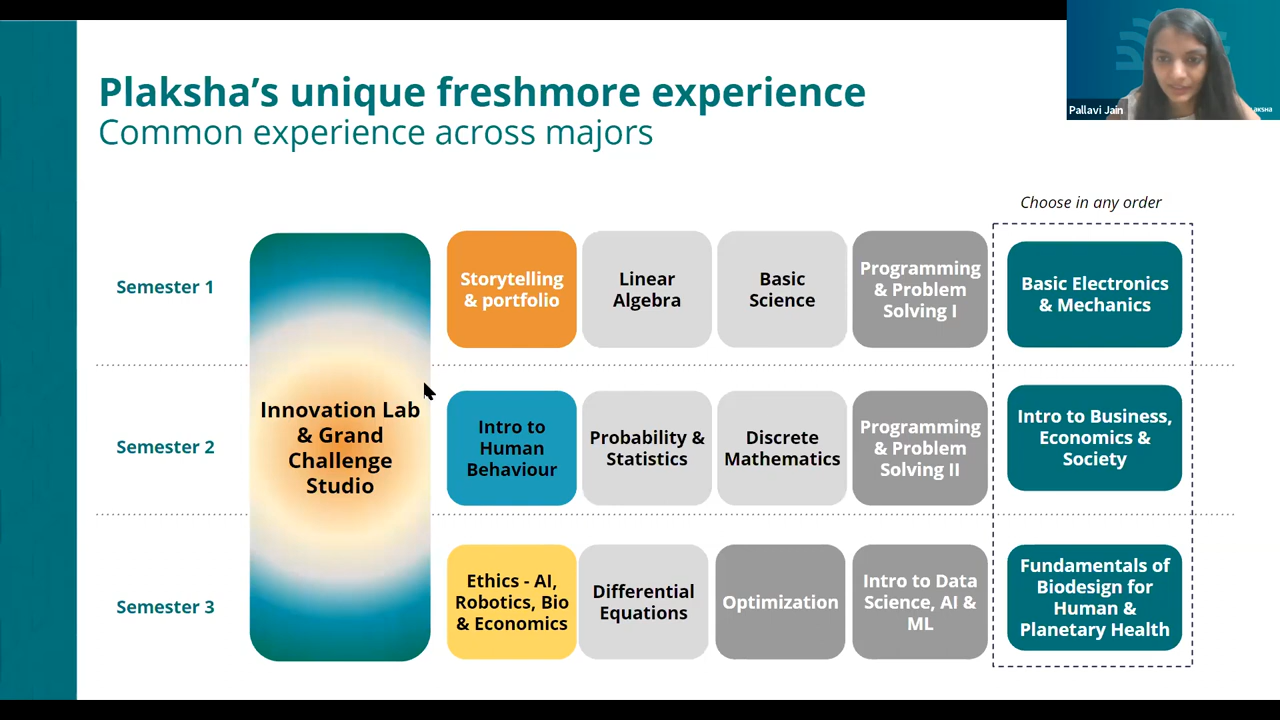 Plaksha's unique freshmore experience
Common experience across majors
Pallavi Jain
LAKSHA
Choose in any order
Semester 1
Storytelling
& portfolio
Linear
Algebra
Basic
Science
Programming
& Problem
Solving I
Basic Electronics
& Mechanics
Innovation Lab
& Grand
Challenge
Studio
Semester 2
Intro to
Human
Behaviour
Probability &
Statistics
Discrete
Mathematics
Programming
& Problem
Solving II
Intro to Business,
Economics &
Society
Semester 3
Ethics - AI,
Robotics, Bio
& Economics
Differential
Equations
Optimization
Intro to Data
Science, AI &
ML
Fundamentals of
Biodesign for
Human &
Planetary Health